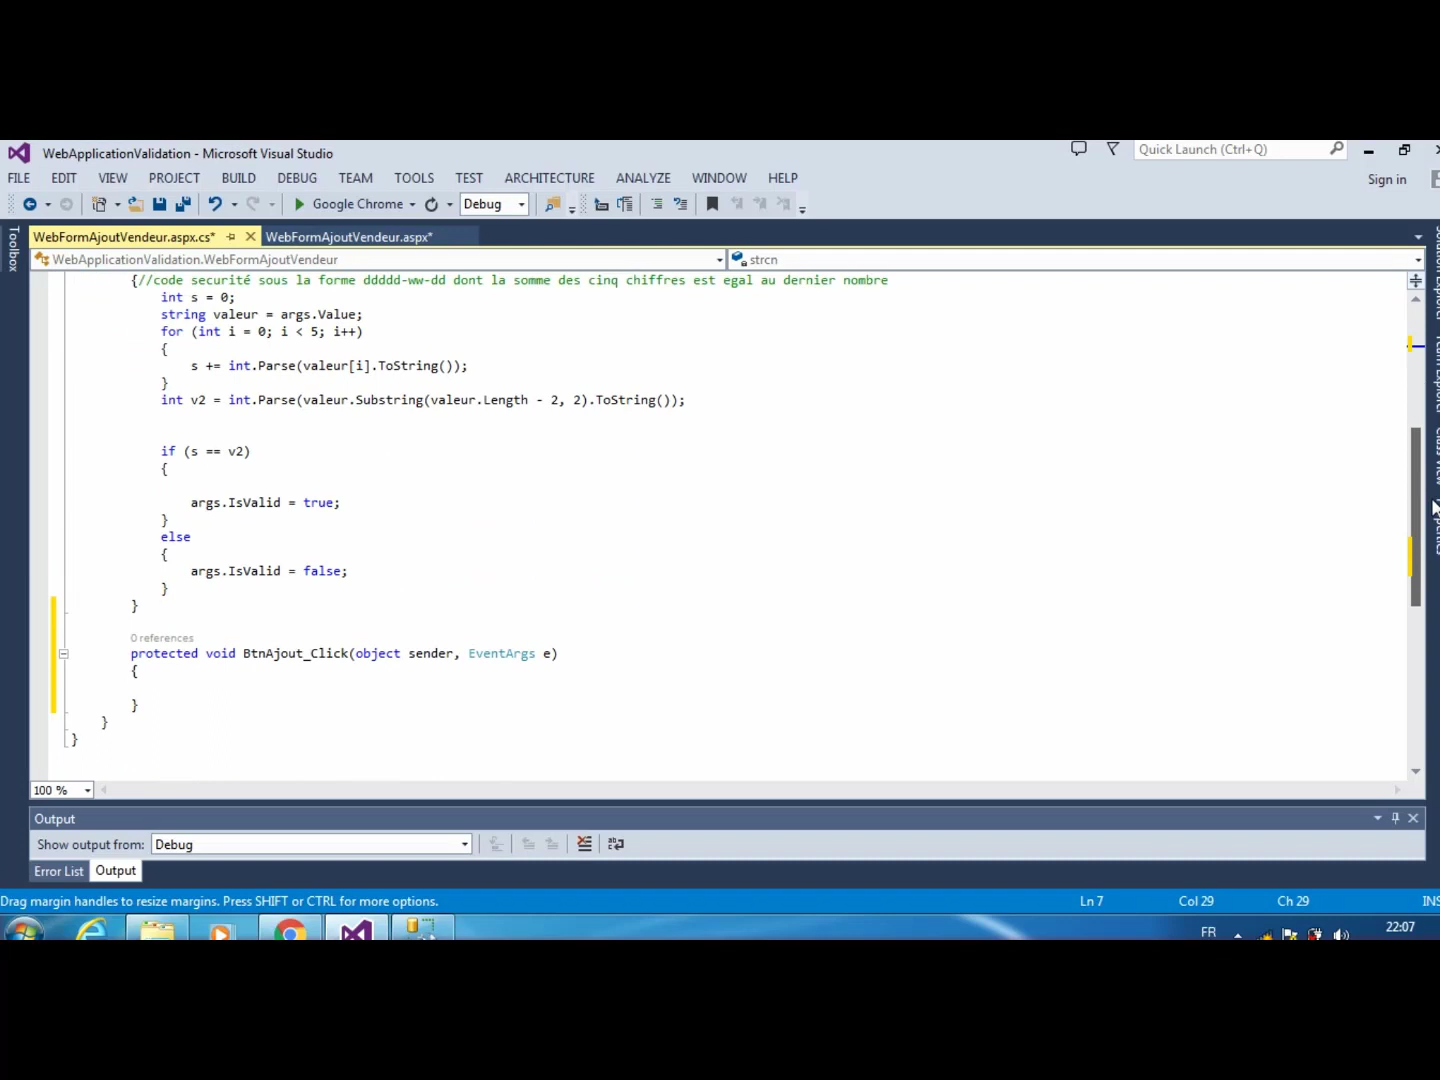 WebApplicationValidation - Microsoft Visual Studio
Quick Launch (Ctrl+Q)
FILE EDIT VIEW PROJECT BUILD DEBUG TEAM TOOLS TEST ARCHITECTURE ANALYZE WINDOW HELP
Sign in
Google Chrome Debug
Toolbox
WebFormAjoutVendeur.aspx.cs* WebFormAjoutVendeur.aspx*
WebApplicationValidation.WebFormAjoutVendeur strcn
{//code securité sous la forme ddddd-ww-dd dont la somme des cinq chiffres est egal au dernier nombre
int s = 0;
string valeur = args.Value;
for (int i = 0; i < 5; i++)
{
s += int.Parse(valeur[i].ToString());
}
int v2 = int.Parse(valeur.Substring(valeur.Length - 2, 2).ToString());
if (s == v2)
{
args.IsValid = true;
}
else
{
args.IsValid = false;
}
}
0 references
protected void BtnAjout_Click(object sender, EventArgs e)
{
}
}
}
100 %
Output
Show output from: Debug
Error List Output
Drag margin handles to resize margins. Press SHIFT or CTRL for more options.
Ln 7 Col 29 Ch 29 INS
FR 22:07